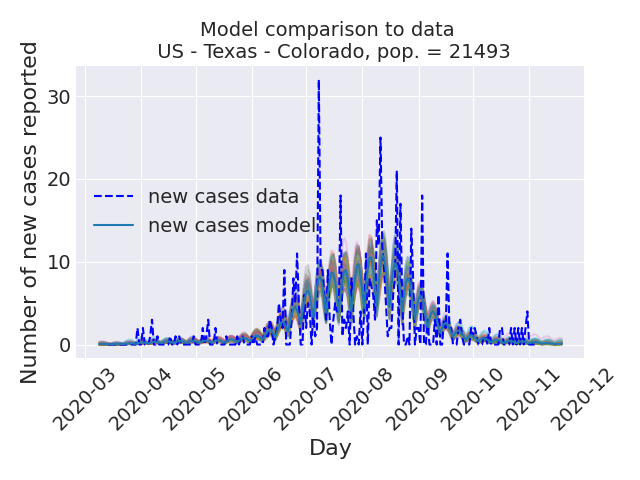 Model comparison to data
US - Texas - Colorado, pop. = 21493
Number of new cases reported
30
20
10
0
new cases data
new cases model
2020-03
2020-04
2020-05
2020-06
2020-07
2020-08
2020-09
2020-10
2020-11
2020-12
Day